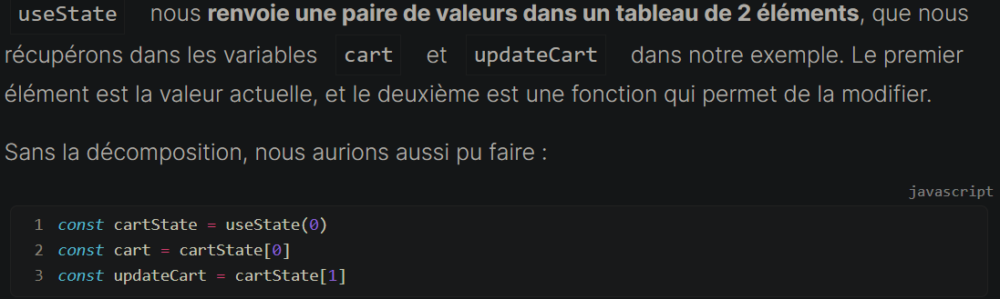 useState nous renvoie une paire de valeurs dans un tableau de 2 éléments, que nous
récupérons dans les variables cart et updateCart dans notre exemple. Le premier
élément est la valeur actuelle, et le deuxième est une fonction qui permet de la modifier.
Sans la décomposition, nous aurions aussi pu faire :
javascript
1 const cartState = useState(0)
2 const cart = cartState[0]
3 const updateCart = cartState[1]